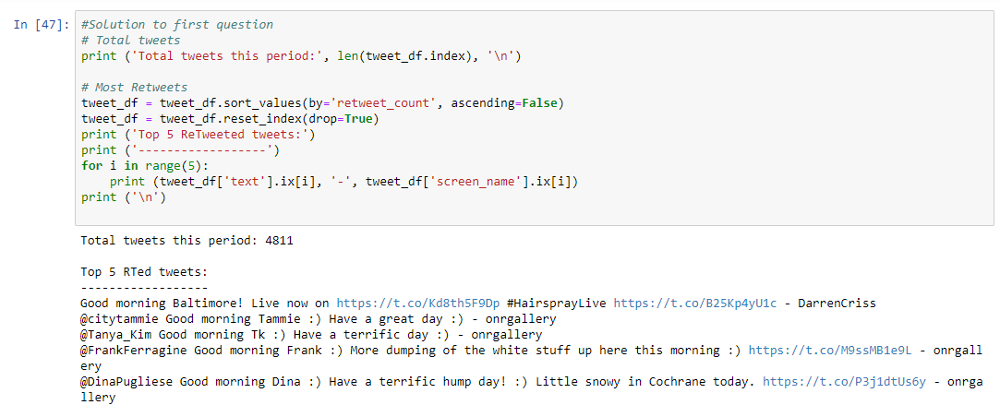 In [47]: #Solution to first question
# Total tweets
print ('Total tweets this period:', len(tweet_df.index), '\n')

# Most Retweets
tweet_df = tweet_df.sort_values(by='retweet_count', ascending=False)
tweet_df = tweet_df.reset_index(drop=True)
print ('Top 5 ReTweeted tweets:')
print ('------------------')
for i in range(5):
    print (tweet_df['text'].ix[i], '-', tweet_df['screen_name'].ix[i])
print ('\n')

Total tweets this period: 4811

Top 5 RTed tweets:
------------------
Good morning Baltimore! Live now on https://t.co/Kd8th5F9Dp #HairsprayLive https://t.co/B25Kp4yU1c - DarrenCriss
@citytammie Good morning Tammie :) Have a great day :) - onrgallery
@Tanya_Kim Good morning Tk :) Have a terrific day :) - onrgallery
@FrankFerragine Good morning Frank :) More dumping of the white stuff up here this morning :) https://t.co/M9ssMB1e9L - onrgall
ery
@DinaPugliese Good morning Dina :) Have a terrific hump day! :) Little snowy in Cochrane today. https://t.co/P3j1dtUs6y - onrga
llery